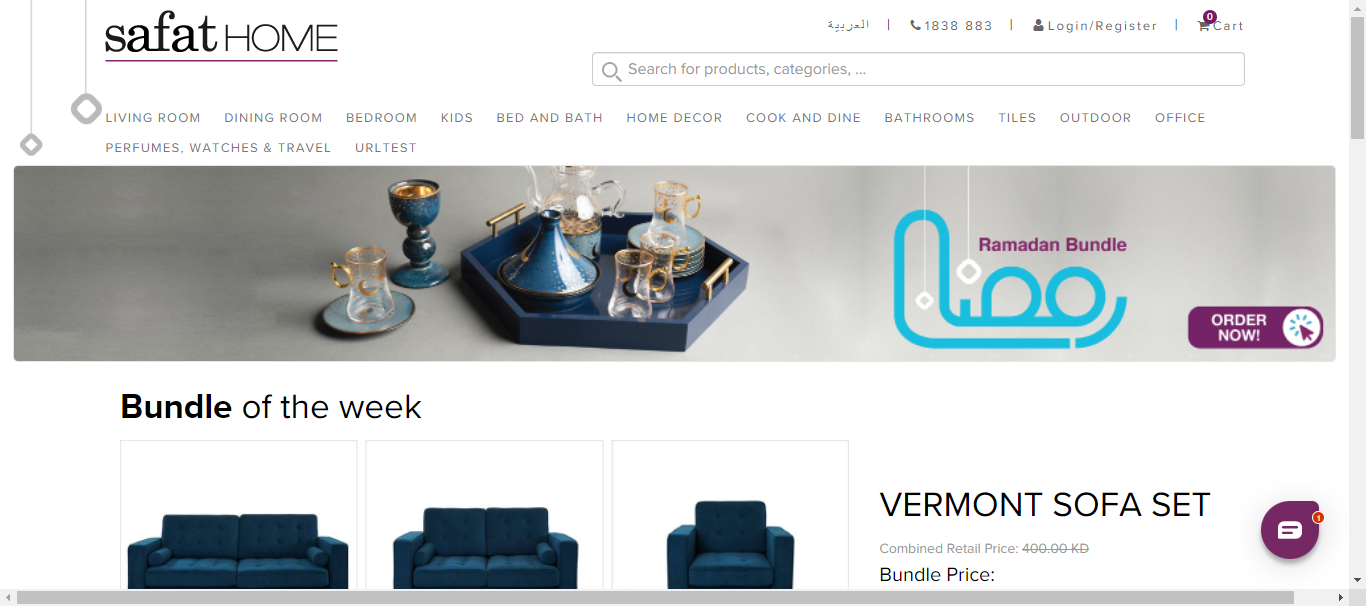 safat HOME
العربية | 1838 883 | Login/Register | 0 Cart
Search for products, categories, ...
LIVING ROOM DINING ROOM BEDROOM KIDS BED AND BATH HOME DECOR COOK AND DINE BATHROOMS TILES OUTDOOR OFFICE
PERFUMES, WATCHES & TRAVEL URLTEST
Ramadan Bundle
ORDER
NOW!
Bundle of the week
VERMONT SOFA SET
Combined Retail Price: 400.00 KD
Bundle Price:
1